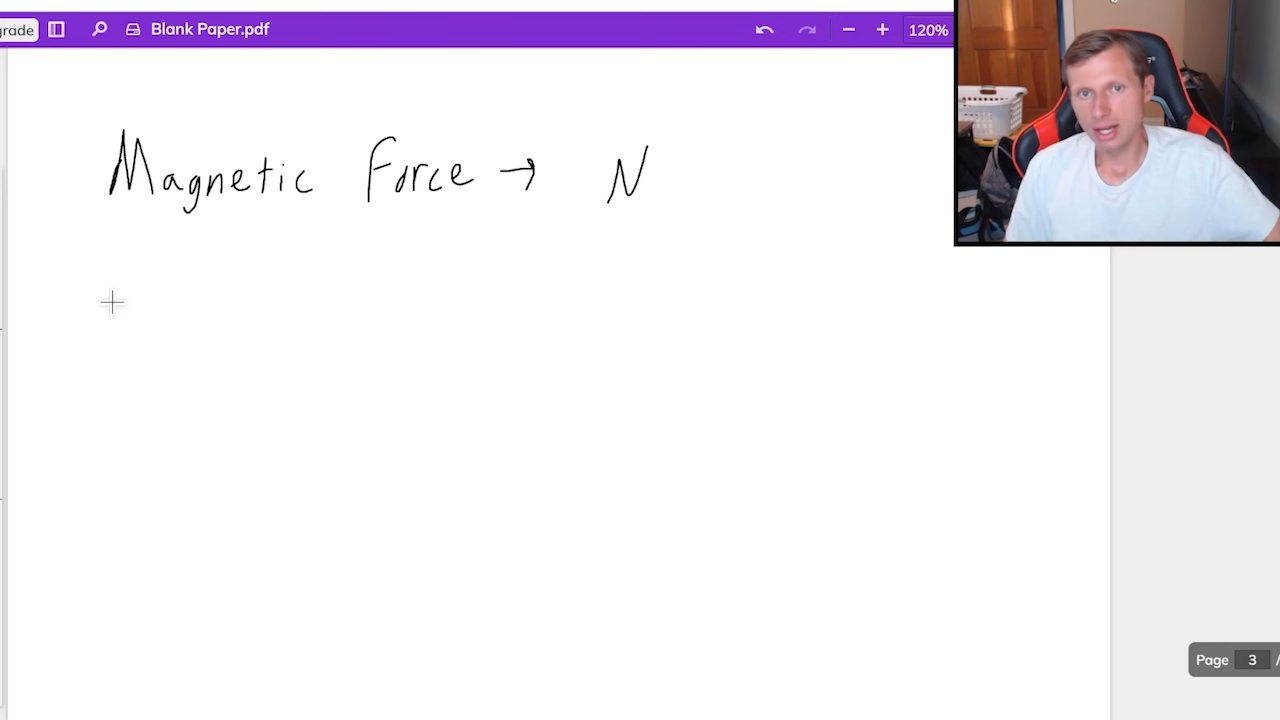 grade
Blank Paper.pdf
120%
Magnetic Force → N
Page 3 /